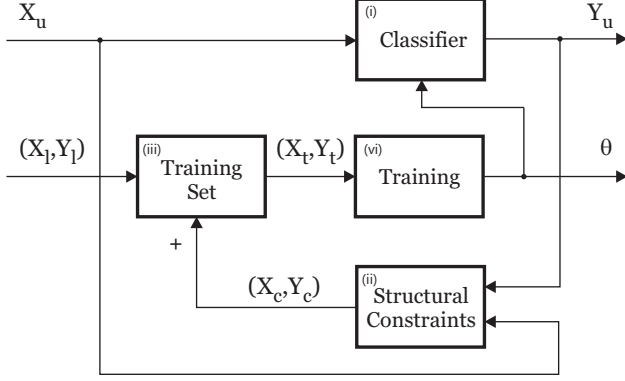 X_u
(i)
Classifier
Y_u
(X_l,Y_l)
(iii)
Training
Set
(X_t,Y_t)
(vi)
Training
θ
+
(X_c,Y_c)
(ii)
Structural
Constraints